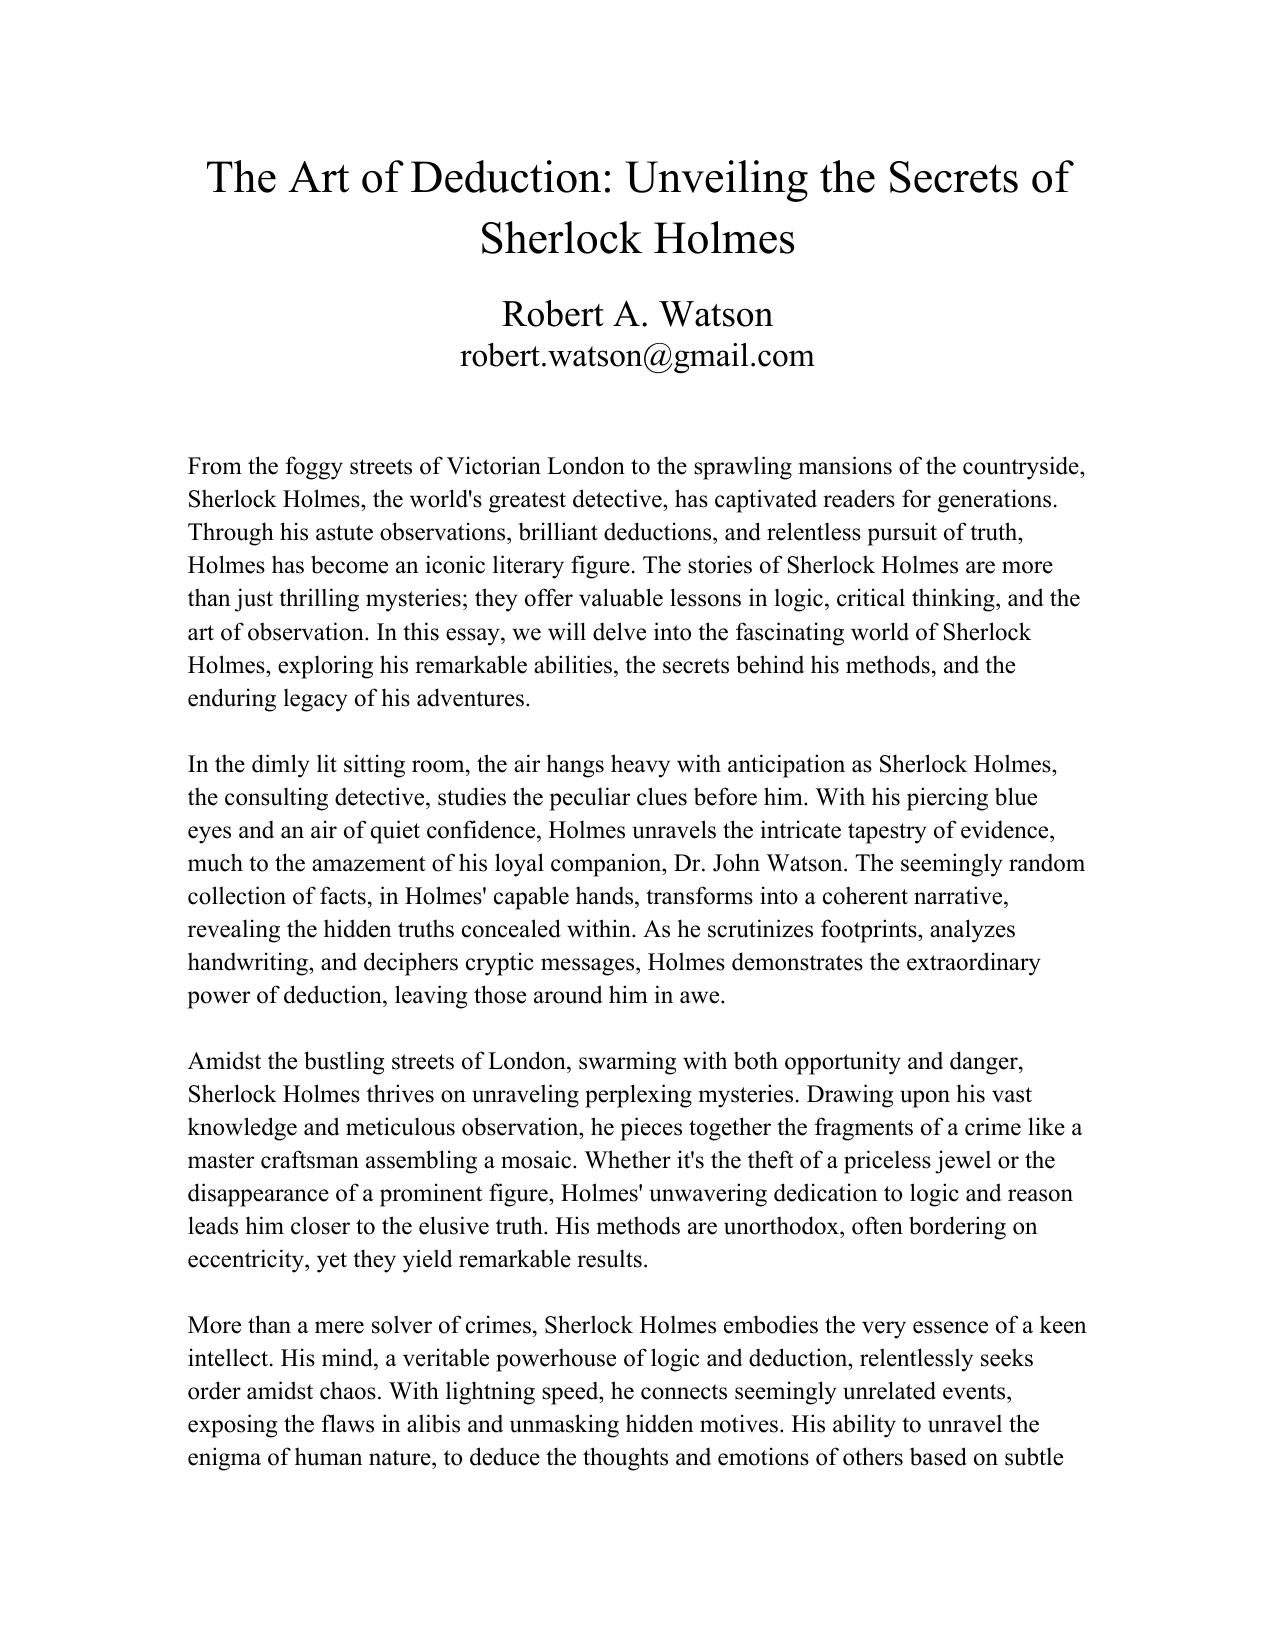 The Art of Deduction: Unveiling the Secrets of
Sherlock Holmes
Robert A. Watson
robert.watson@gmail.com
From the foggy streets of Victorian London to the sprawling mansions of the countryside,
Sherlock Holmes, the world's greatest detective, has captivated readers for generations.
Through his astute observations, brilliant deductions, and relentless pursuit of truth,
Holmes has become an iconic literary figure. The stories of Sherlock Holmes are more
than just thrilling mysteries; they offer valuable lessons in logic, critical thinking, and the
art of observation. In this essay, we will delve into the fascinating world of Sherlock
Holmes, exploring his remarkable abilities, the secrets behind his methods, and the
enduring legacy of his adventures.
In the dimly lit sitting room, the air hangs heavy with anticipation as Sherlock Holmes,
the consulting detective, studies the peculiar clues before him. With his piercing blue
eyes and an air of quiet confidence, Holmes unravels the intricate tapestry of evidence,
much to the amazement of his loyal companion, Dr. John Watson. The seemingly random
collection of facts, in Holmes' capable hands, transforms into a coherent narrative,
revealing the hidden truths concealed within. As he scrutinizes footprints, analyzes
handwriting, and deciphers cryptic messages, Holmes demonstrates the extraordinary
power of deduction, leaving those around him in awe.
Amidst the bustling streets of London, swarming with both opportunity and danger,
Sherlock Holmes thrives on unraveling perplexing mysteries. Drawing upon his vast
knowledge and meticulous observation, he pieces together the fragments of a crime like a
master craftsman assembling a mosaic. Whether it's the theft of a priceless jewel or the
disappearance of a prominent figure, Holmes' unwavering dedication to logic and reason
leads him closer to the elusive truth. His methods are unorthodox, often bordering on
eccentricity, yet they yield remarkable results.
More than a mere solver of crimes, Sherlock Holmes embodies the very essence of a keen
intellect. His mind, a veritable powerhouse of logic and deduction, relentlessly seeks
order amidst chaos. With lightning speed, he connects seemingly unrelated events,
exposing the flaws in alibis and unmasking hidden motives. His ability to unravel the
enigma of human nature, to deduce the thoughts and emotions of others based on subtle